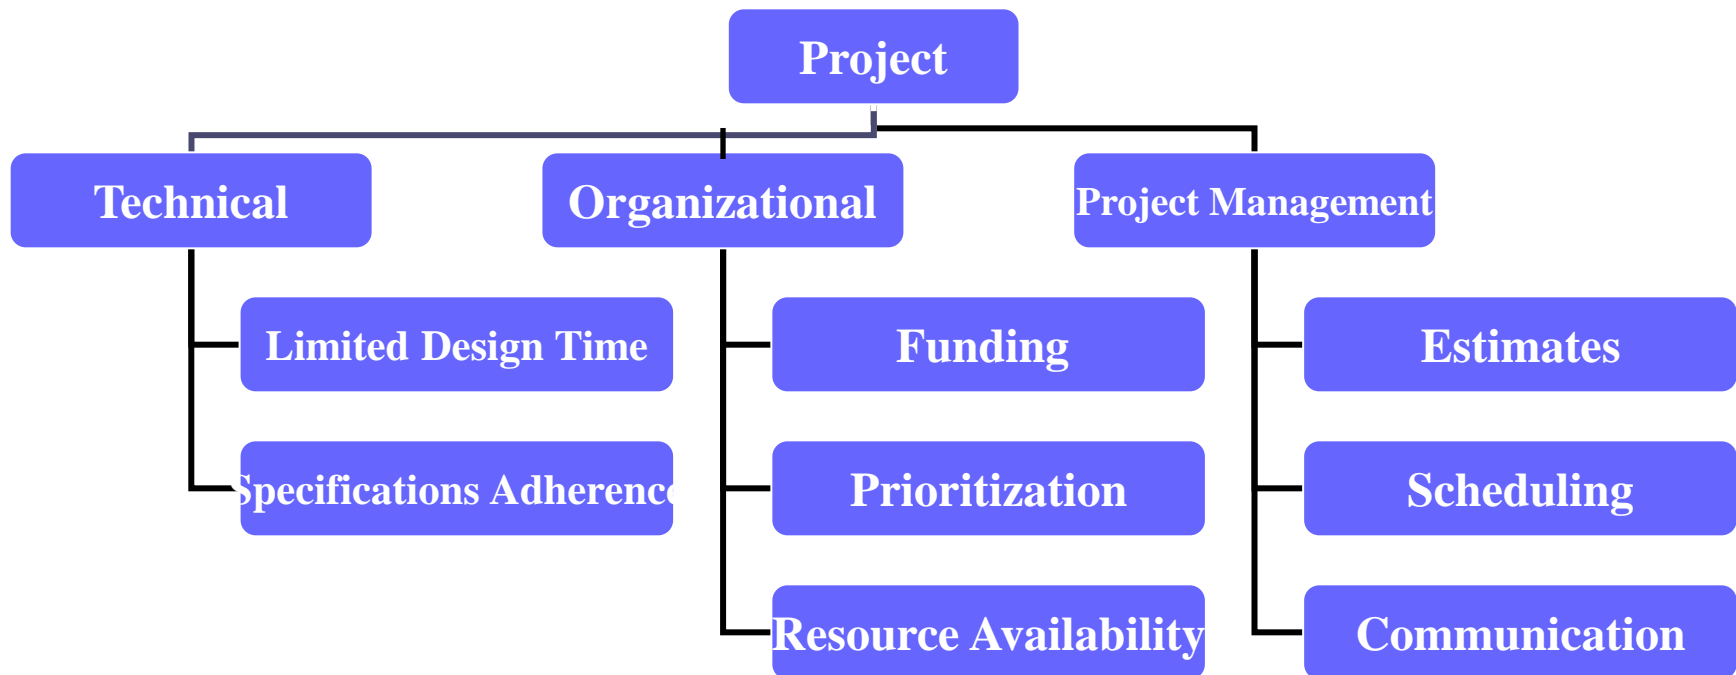 Project
Technical
Organizational
Project Management
Limited Design Time
Funding
Estimates
Specifications Adherence
Prioritization
Scheduling
Resource Availability
Communication